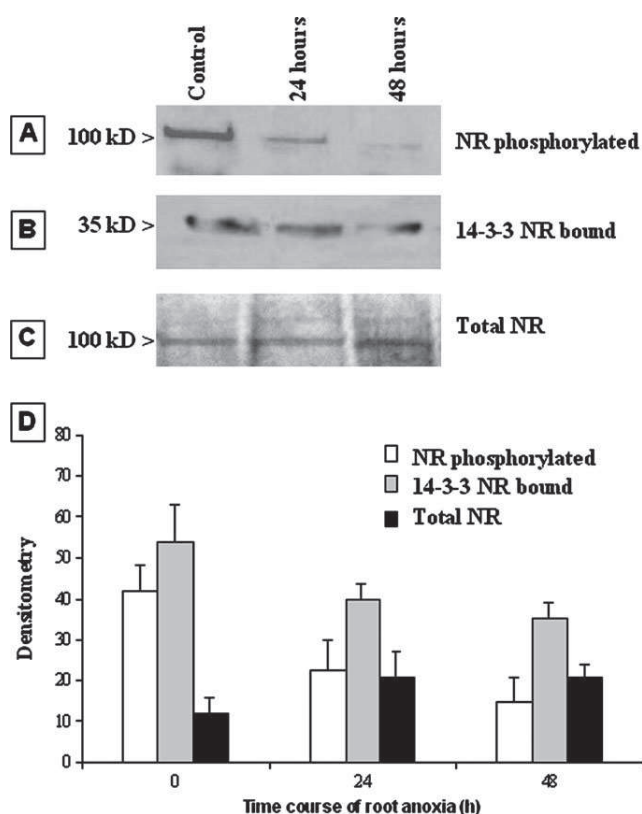 Control
24 hours
48 hours
A
100 kD >
NR phosphorylated
B
35 kD >
14-3-3 NR bound
C
100 kD >
Total NR
D
80
70
60
50
40
30
20
10
0
Densitometry
NR phosphorylated
14-3-3 NR bound
Total NR
0
24
48
Time course of root anoxia (h)